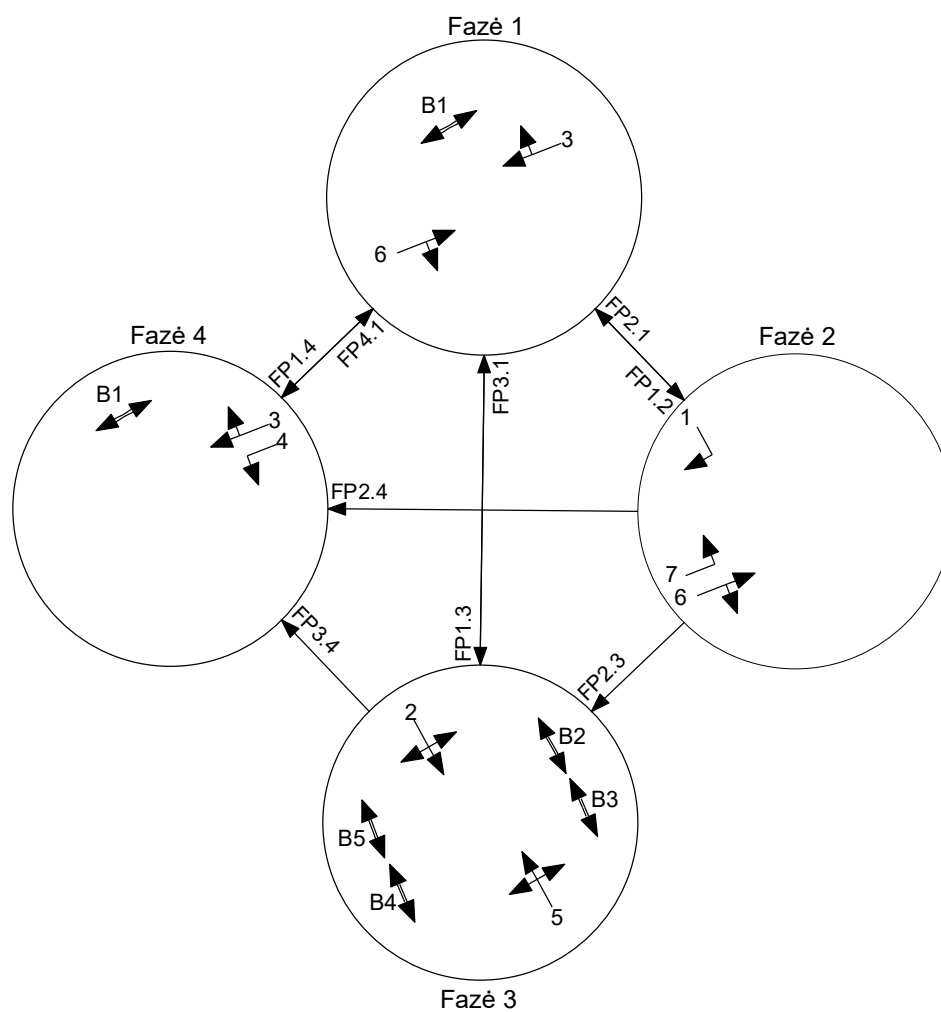 Fazė 1
B1
3
6
FP1.4
FP4.1
FP3.1
FP2.1
FP1.2
Fazė 4
B1
3
4
Fazė 2
1
7
6
FP2.4
FP3.4
FP1.3
FP2.3
2
B2
B3
B5
B4
5
Fazė 3